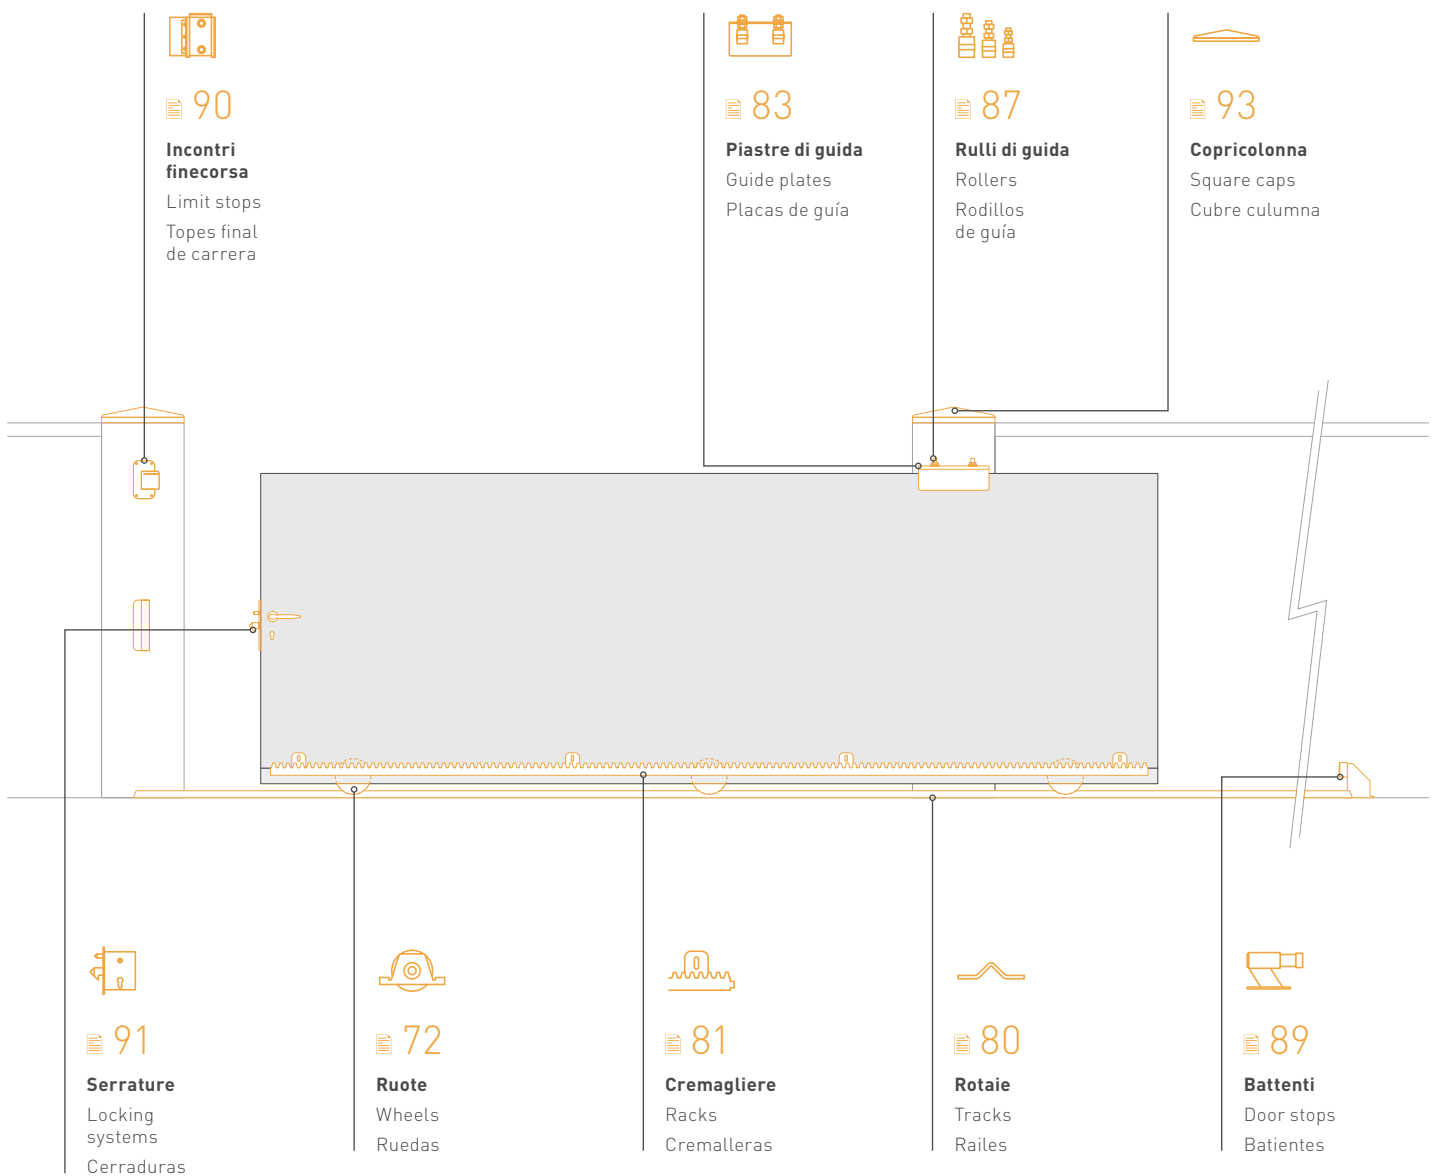 90
Incontri
finecorsa
Limit stops
Topes final
de carrera
83
Piastre di guida
Guide plates
Placas de guía
87
Rulli di guida
Rollers
Rodillos
de guía
93
Copricolonna
Square caps
Cubre culumna
91
Serrature
Locking
systems
Cerraduras
72
Ruote
Wheels
Ruedas
81
Cremagliere
Racks
Cremalleras
80
Rotaie
Tracks
Railes
89
Battenti
Door stops
Batientes